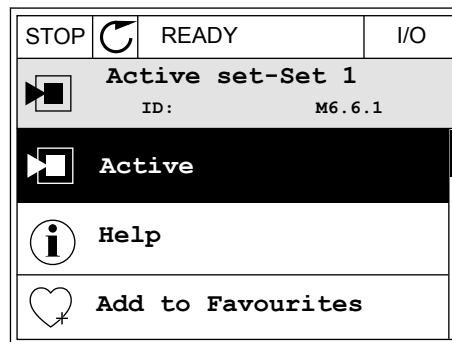 STOP READY I/O
Active set-Set 1
ID: M6.6.1
Active
Help
Add to Favourites